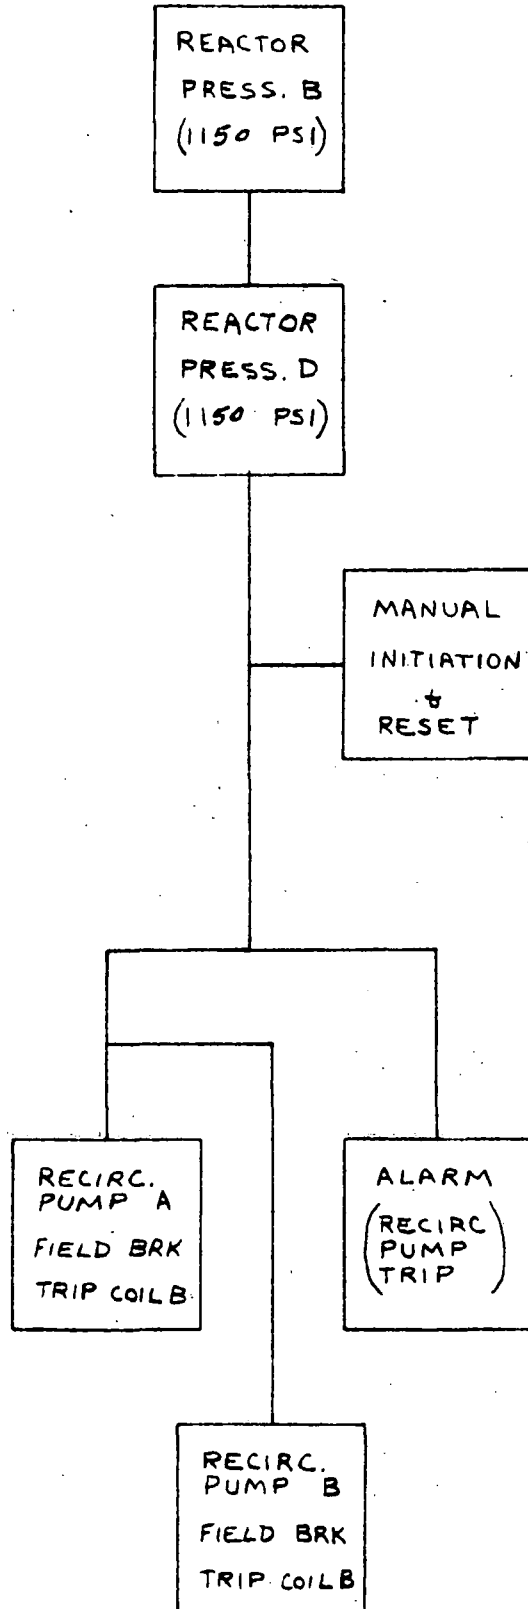 REACTOR
PRESS. B
(1150 PSI)
REACTOR
PRESS. D
(1150 PSI)
MANUAL
INITIATION
&
RESET
RECIRC.
PUMP A
FIELD BRK
TRIP COIL B
ALARM
(RECIRC
PUMP
TRIP)
RECIRC.
PUMP B
FIELD BRK
TRIP COIL B